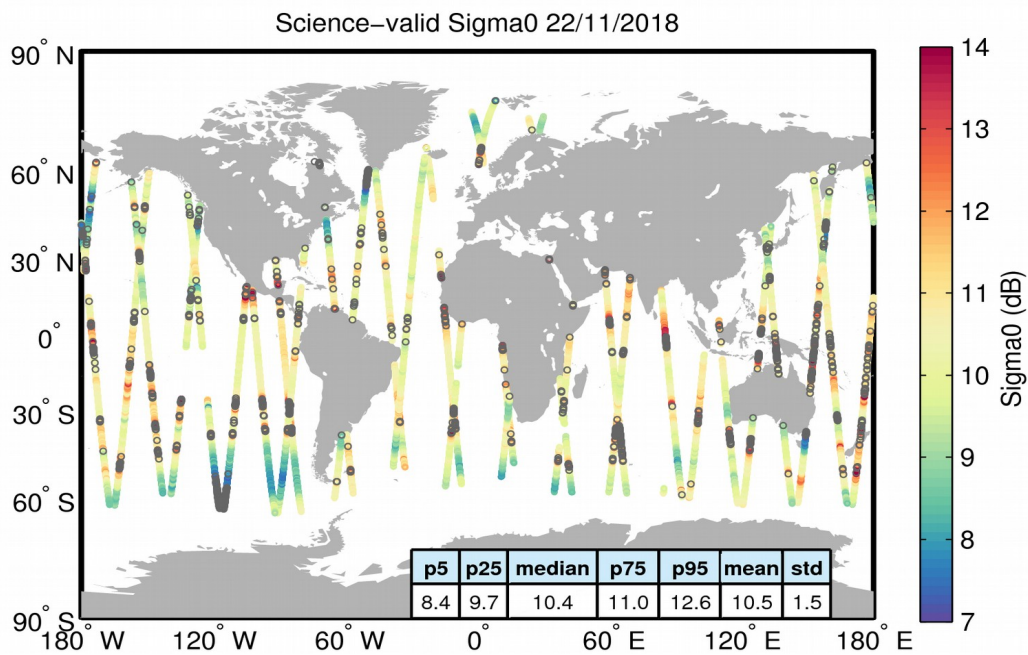 Science−valid Sigma0 22/11/2018
90° N
60° N
30° N
0°
30° S
60° S
90° S
180° W
120° W
60° W
0°
60° E
120° E
180° E
p5 p25 median p75 p95 mean std
8.4 9.7 10.4 11.0 12.6 10.5 1.5
14
13
12
11
10
9
8
7
Sigma0 (dB)